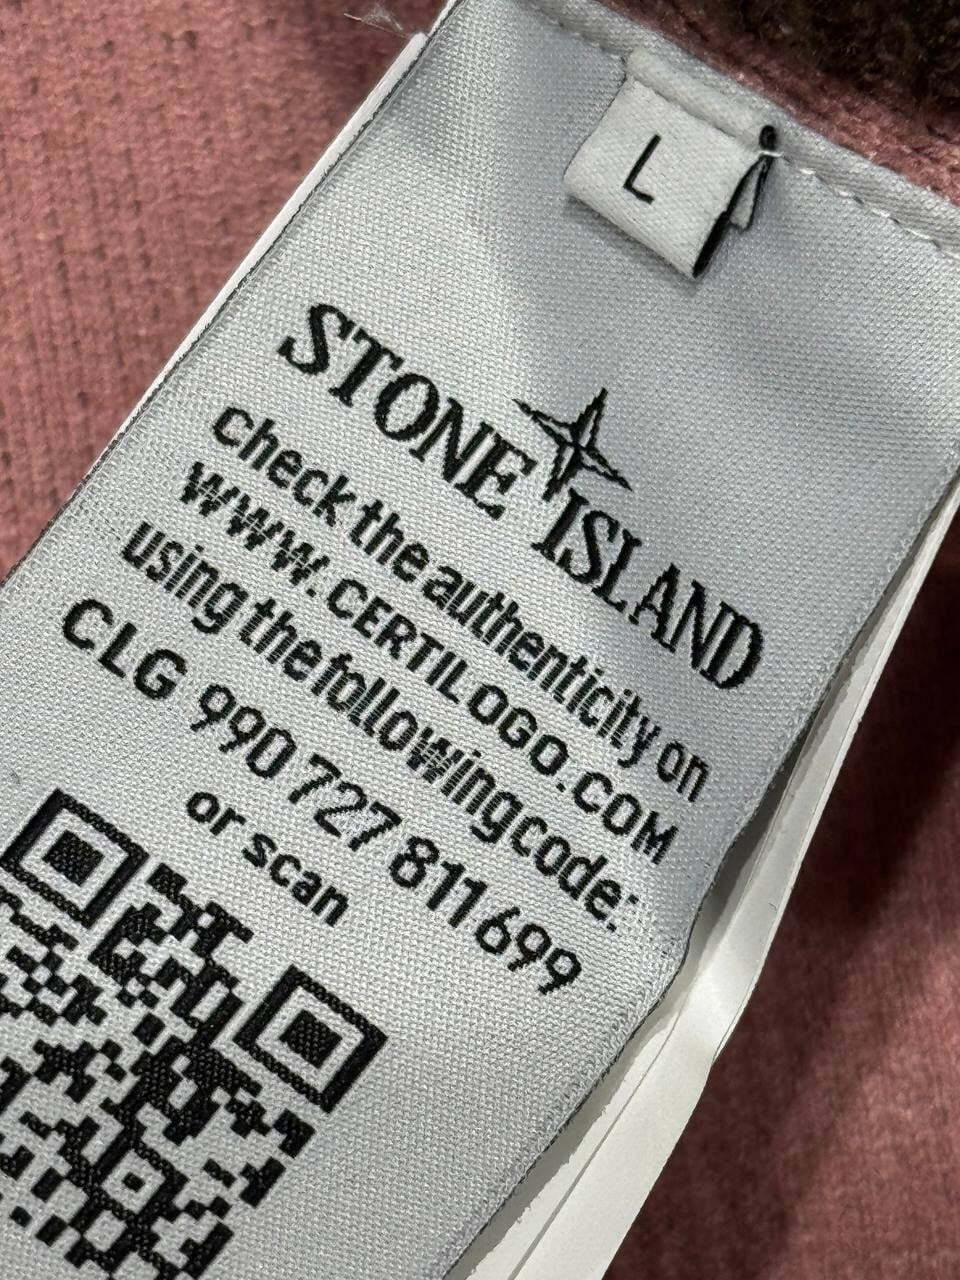 L
STONE ISLAND
check the authenticity on
WWW.CERTILOGO.COM
using the following code:
CLG 990 727 811 699
or scan